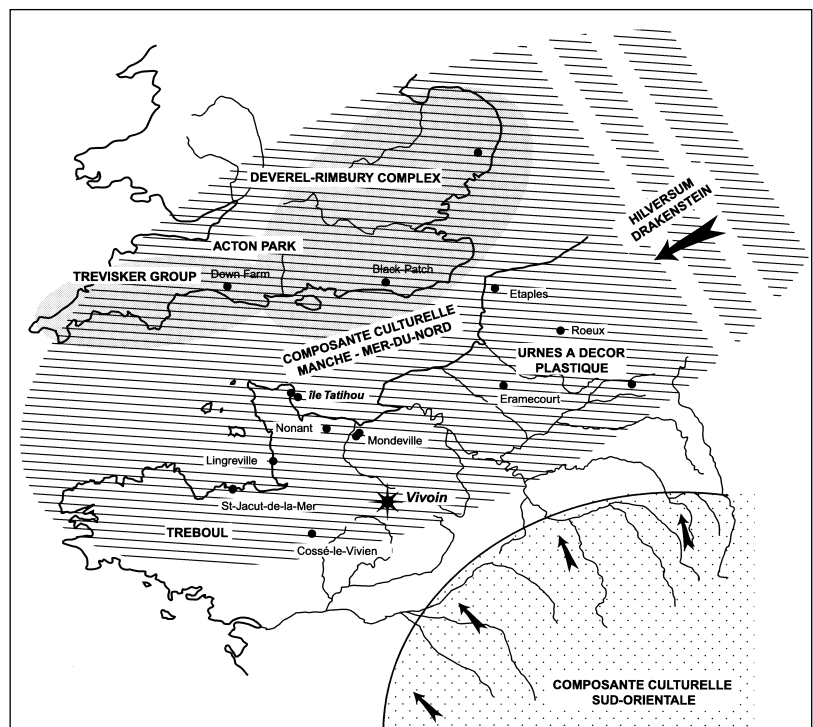 DEVEREL-RIMBURY COMPLEX
HILVERSUM
DRAKENSTEIN
ACTON PARK
TREVISKER GROUP
Down Farm
Black Patch
Etaples
COMPOSANTE CULTURELLE
MANCHE - MER-DU-NORD
Roeux
URNES A DECOR
PLASTIQUE
île Tatihou
Eramecourt
Nonant
Mondeville
Lingreville
Vivoin
St-Jacut-de-la-Mer
TREBOUL
Cossé-le-Vivien
COMPOSANTE CULTURELLE
SUD-ORIENTALE